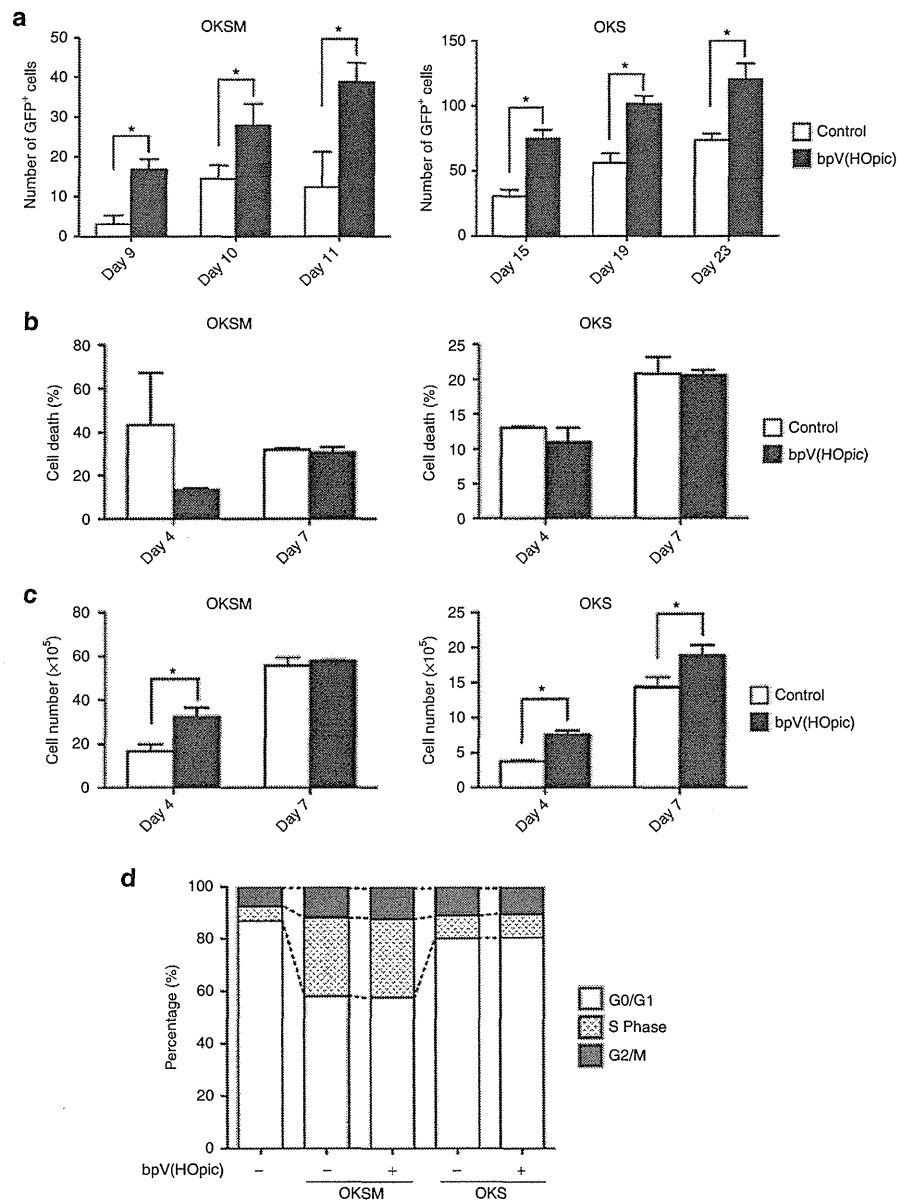 a
OKSM
Number of GFP+ cells
50
40
30
20
10
0
Day 9
Day 10
Day 11
*
*
*
OKS
Number of GFP+ cells
150
100
50
0
Day 15
Day 19
Day 23
*
*
*
Control
bpV(HOpic)
b
OKSM
Cell death (%)
80
60
40
20
0
Day 4
Day 7
OKS
Cell death (%)
25
20
15
10
5
0
Day 4
Day 7
Control
bpV(HOpic)
c
OKSM
Cell number (×10⁵)
80
60
40
20
0
*
Day 4
Day 7
OKS
Cell number (×10⁵)
25
20
15
10
5
0
*
*
Day 4
Day 7
Control
bpV(HOpic)
d
Percentage (%)
100
80
60
40
20
0
G0/G1
S Phase
G2/M
bpV(HOpic) – – + – +
OKSM OKS